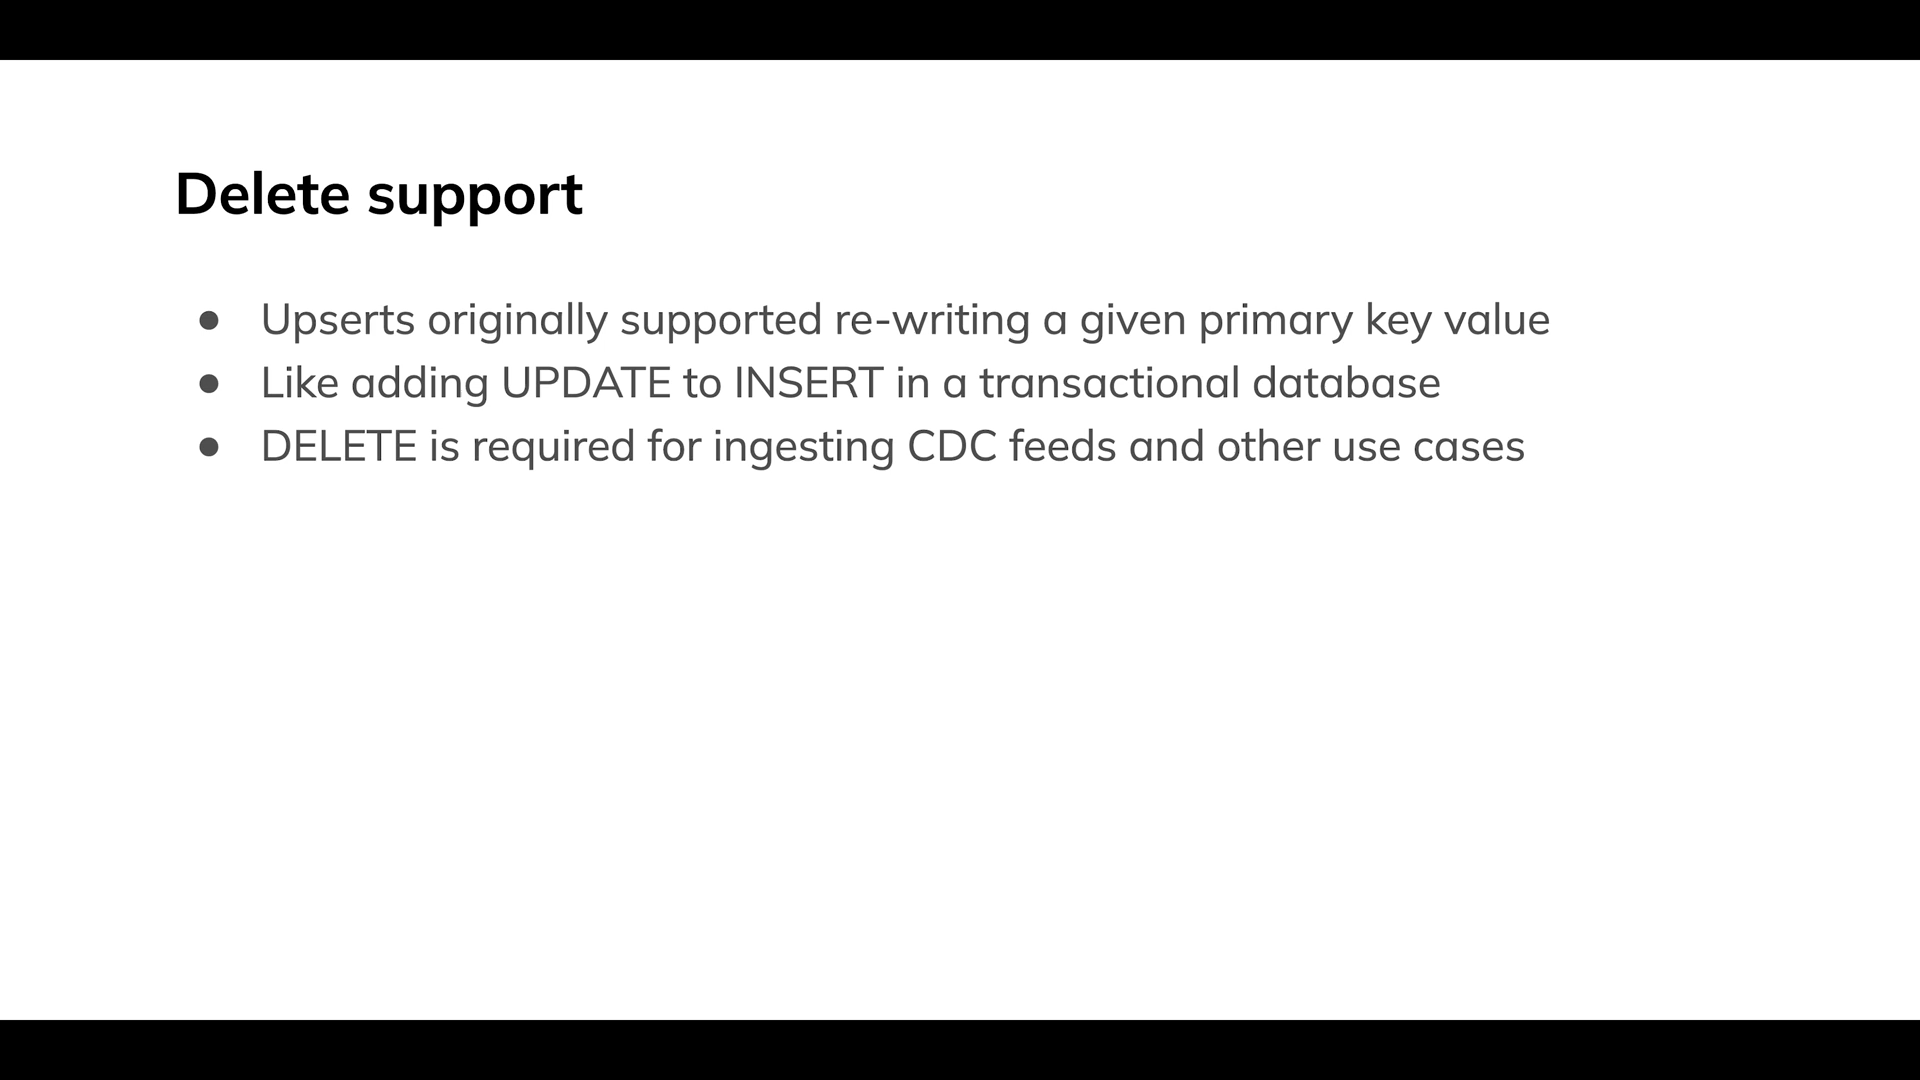 Delete support
● Upserts originally supported re-writing a given primary key value
● Like adding UPDATE to INSERT in a transactional database
● DELETE is required for ingesting CDC feeds and other use cases